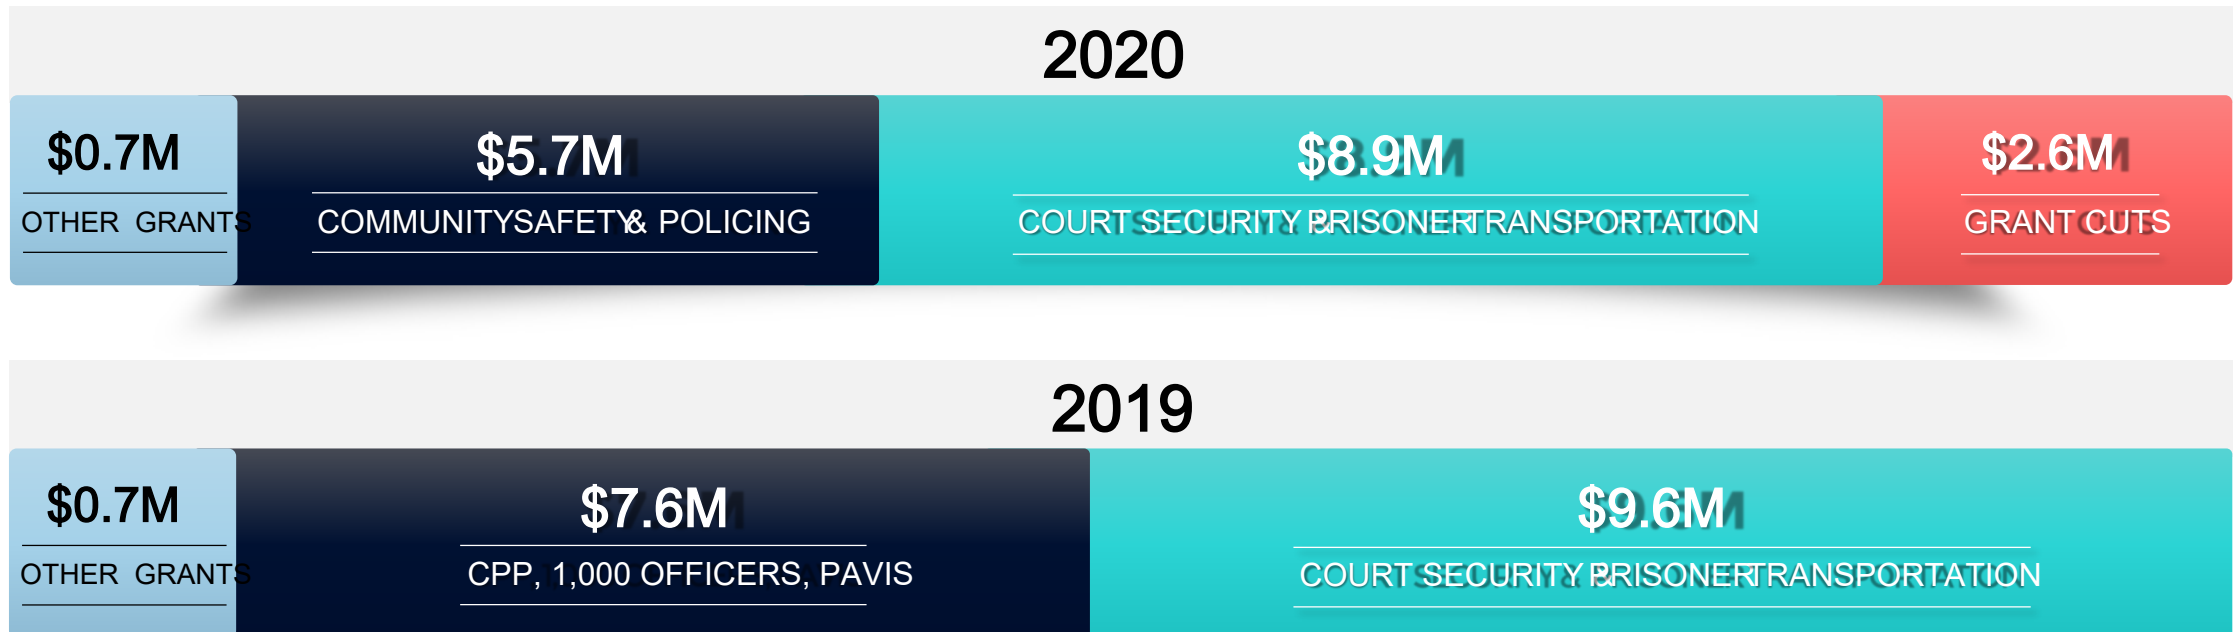 2020
$0.7M
OTHER GRANTS
$5.7M
COMMUNITY SAFETY & POLICING
$8.9M
COURT SECURITY & PRISONER TRANSPORTATION
$2.6M
GRANT CUTS
2019
$0.7M
OTHER GRANTS
$7.6M
CPP, 1,000 OFFICERS, PAVIS
$9.6M
COURT SECURITY & PRISONER TRANSPORTATION